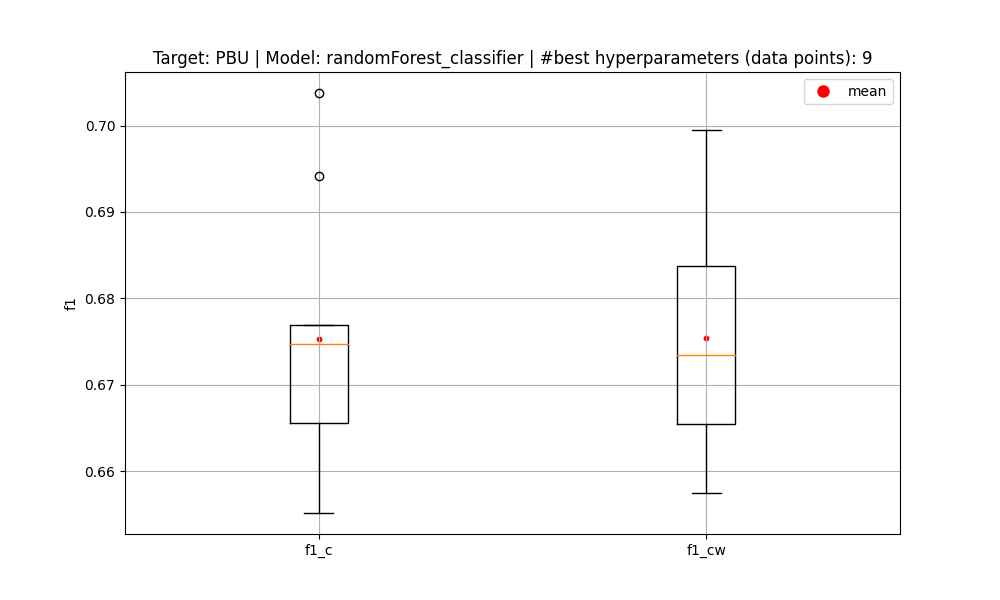 Target: PBU | Model: randomForest_classifier | #best hyperparameters (data points): 9
mean
0.70
0.69
0.68
0.67
0.66
f1
f1_c
f1_cw